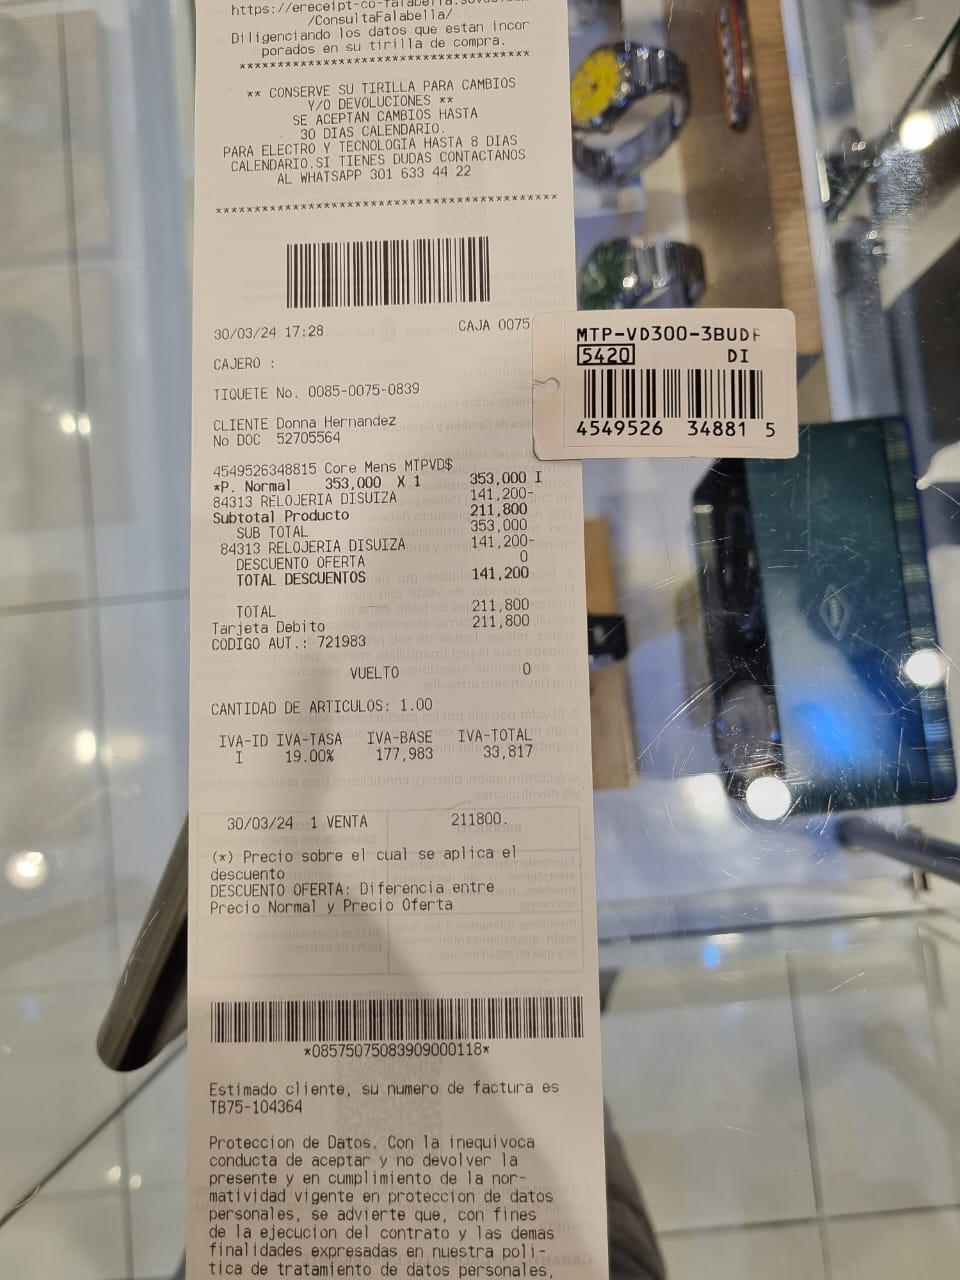 https://ereceipt-co-falabella.
/ConsultaFalabella/
Diligenciando los datos que estan incor
porados en su tirilla de compra.
**************************************
** CONSERVE SU TIRILLA PARA CAMBIOS
Y/O DEVOLUCIONES **
SE ACEPTAN CAMBIOS HASTA
30 DIAS CALENDARIO.
PARA ELECTRO Y TECNOLOGIA HASTA 8 DIAS
CALENDARIO.SI TIENES DUDAS CONTACTANOS
AL WHATSAPP 301 633 44 22
********************************************
30/03/24 17:28 CAJA 0075
CAJERO :
TIQUETE No. 0085-0075-0839
CLIENTE Donna Hernandez
No DOC 52705564
4549526348815 Core Mens MTPVD$
*P. Normal 353,000 X 1 353,000 I
84313 RELOJERIA DISUIZA 141,200-
Subtotal Producto 211,800
SUB TOTAL 353,000
84313 RELOJERIA DISUIZA 141,200-
DESCUENTO OFERTA 0
TOTAL DESCUENTOS 141,200
TOTAL 211,800
Tarjeta Debito 211,800
CODIGO AUT.: 721983
VUELTO 0
CANTIDAD DE ARTICULOS: 1.00
IVA-ID IVA-TASA IVA-BASE IVA-TOTAL
I 19.00% 177,983 33,817
30/03/24 1 VENTA 211800.
(*) Precio sobre el cual se aplica el
descuento
DESCUENTO OFERTA: Diferencia entre
Precio Normal y Precio Oferta
*08575075083909000118*
Estimado cliente, su numero de factura es
TB75-104364
Proteccion de Datos. Con la inequivoca
conducta de aceptar y no devolver la
presente y en cumplimiento de la nor-
matividad vigente en proteccion de datos
personales, se advierte que, con fines
de la ejecucion del contrato y las demas
finalidades expresadas en nuestra poli-
tica de tratamiento de datos personales,
MTP-VD300-3BUDF
5420 DI
4549526 34881 5